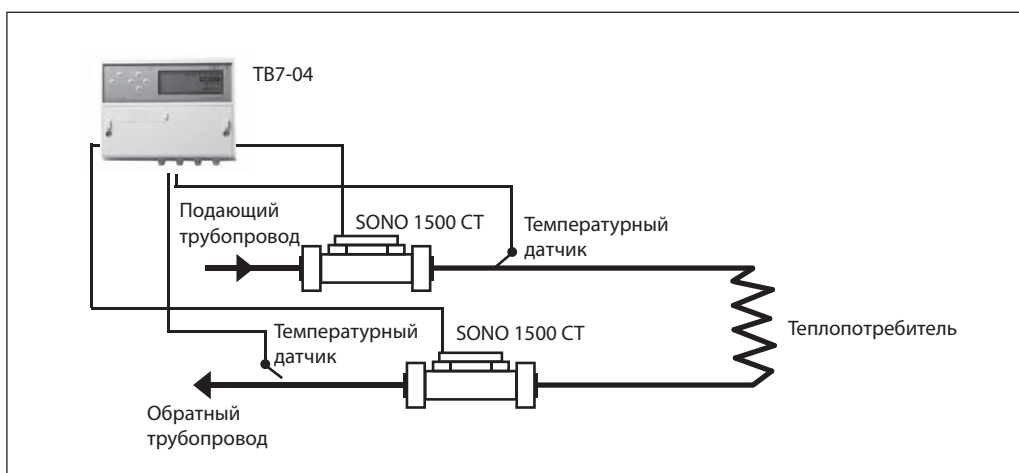 ТВ7-04
Подающий
трубопровод
SONO 1500 CT
Температурный
датчик
Температурный
датчик
SONO 1500 CT
Теплопотребитель
Обратный
трубопровод